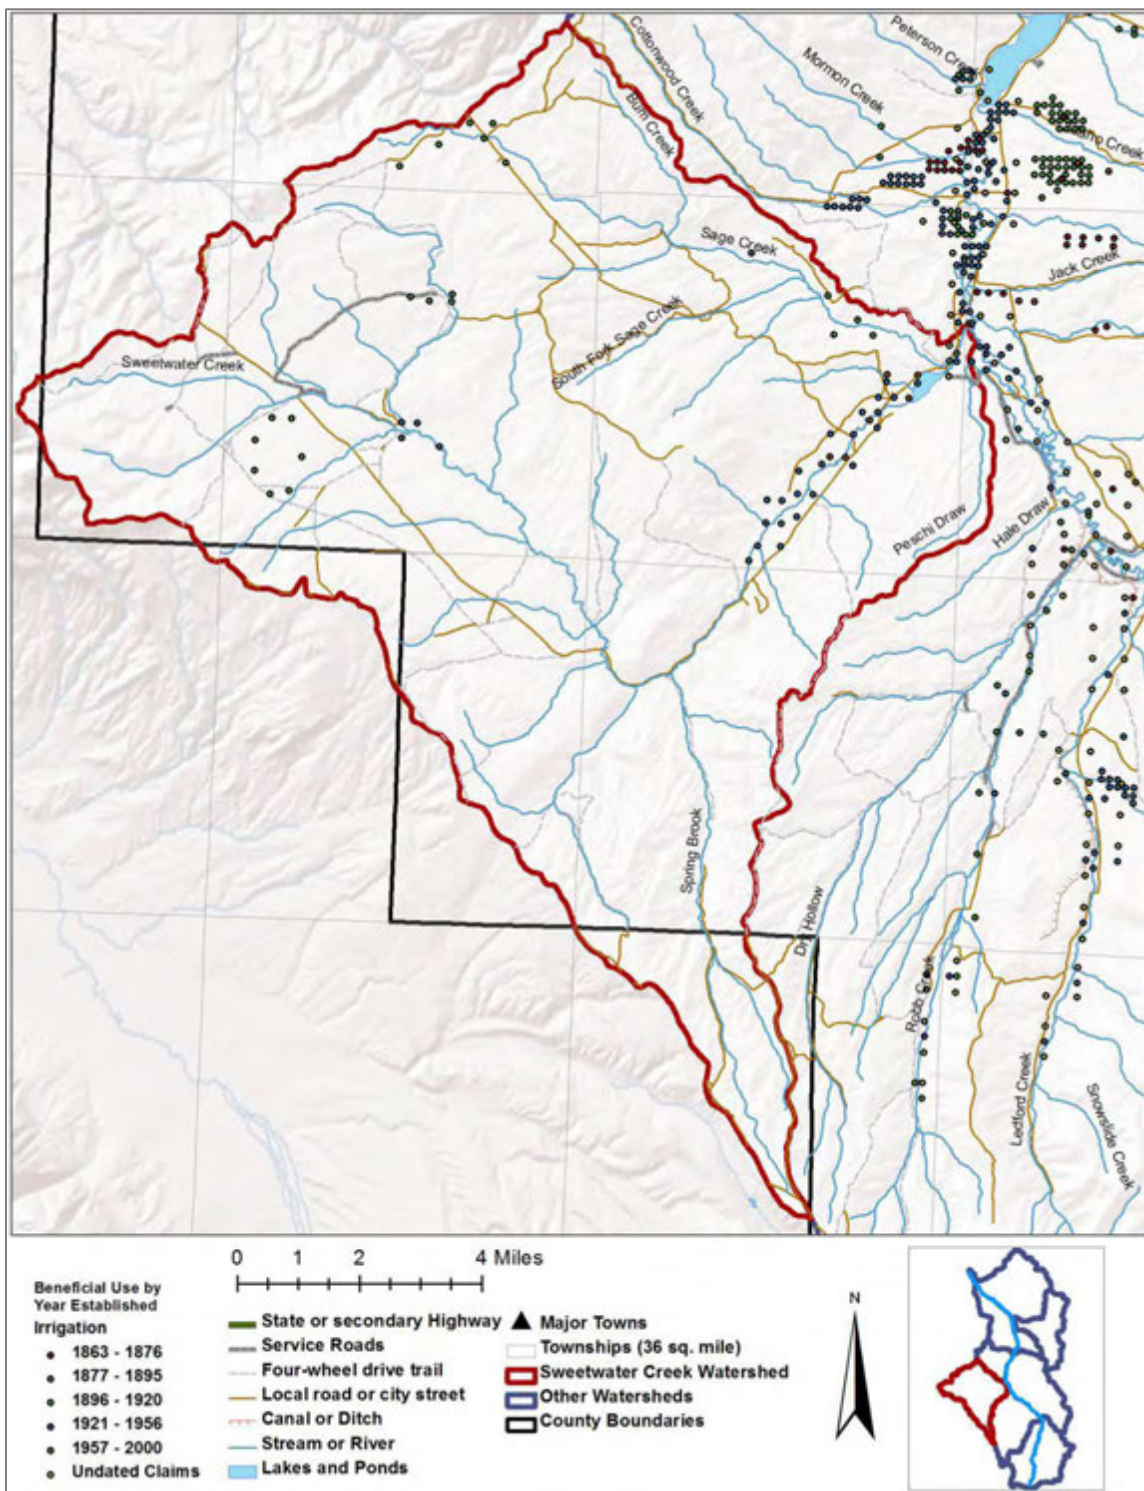 Cottonwood Creek
Burn Creek
Peterson Creek
Mormon Creek
Creek
Jack Creek
Sage Creek
South Fork Sage Creek
Sweetwater Creek
Peschi Draw
Hale Draw
Spring Brook
Dry Hollow
Robb Creek
Ledford Creek
Snowslide Creek
0 1 2 4 Miles
Beneficial Use by
Year Established
Irrigation
1863 - 1876
1877 - 1895
1896 - 1920
1921 - 1956
1957 - 2000
Undated Claims
State or secondary Highway
Service Roads
Four-wheel drive trail
Local road or city street
Canal or Ditch
Stream or River
Lakes and Ponds
Major Towns
Townships (36 sq. mile)
Sweetwater Creek Watershed
Other Watersheds
County Boundaries
N